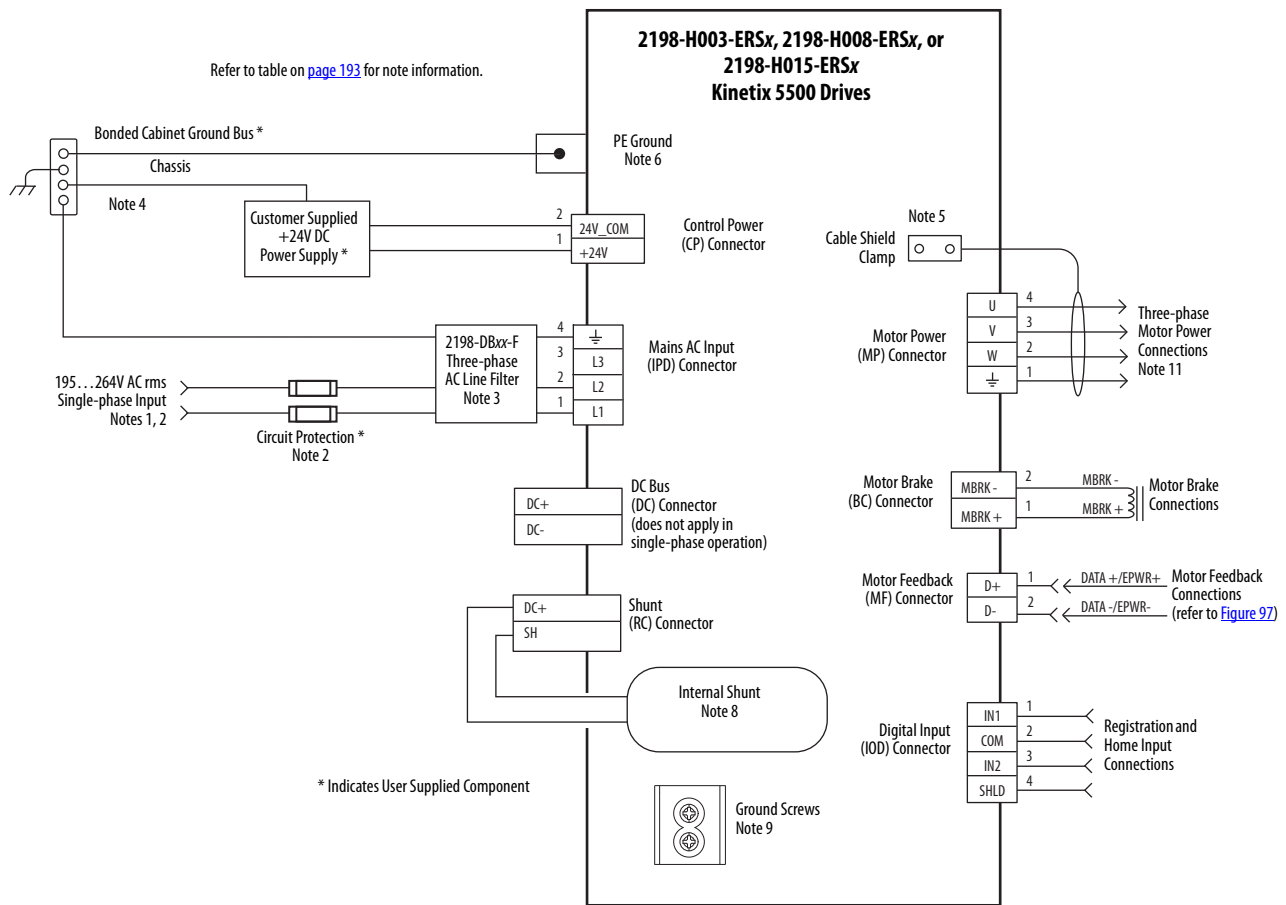 2198-H003-ERSx, 2198-H008-ERSx, or
2198-H015-ERSx
Kinetix 5500 Drives
Refer to table on page 193 for note information.
Bonded Cabinet Ground Bus *
Chassis
Note 4
PE Ground
Note 6
Customer Supplied
+24V DC
Power Supply *
2
24V_COM
1
+24V
Control Power
(CP) Connector
Note 5
Cable Shield
Clamp
2198-DBxx-F
Three-phase
AC Line Filter
Note 3
4
3
L3
2
L2
1
L1
Mains AC Input
(IPD) Connector
195…264V AC rms
Single-phase Input
Notes 1, 2
Circuit Protection *
Note 2
Motor Power
(MP) Connector
U
4
V
3
W
2
1
Three-phase
Motor Power
Connections
Note 11
DC+
DC-
DC Bus
(DC) Connector
(does not apply in
single-phase operation)
Motor Brake
(BC) Connector
MBRK -
2
MBRK -
MBRK +
1
MBRK +
Motor Brake
Connections
DC+
SH
Shunt
(RC) Connector
Motor Feedback
(MF) Connector
D+
1
DATA +/EPWR+
D-
2
DATA -/EPWR-
Motor Feedback
Connections
(refer to Figure 97)
Internal Shunt
Note 8
Digital Input
(IOD) Connector
IN1
1
COM
2
IN2
3
SHLD
4
Registration and
Home Input
Connections
* Indicates User Supplied Component
Ground Screws
Note 9